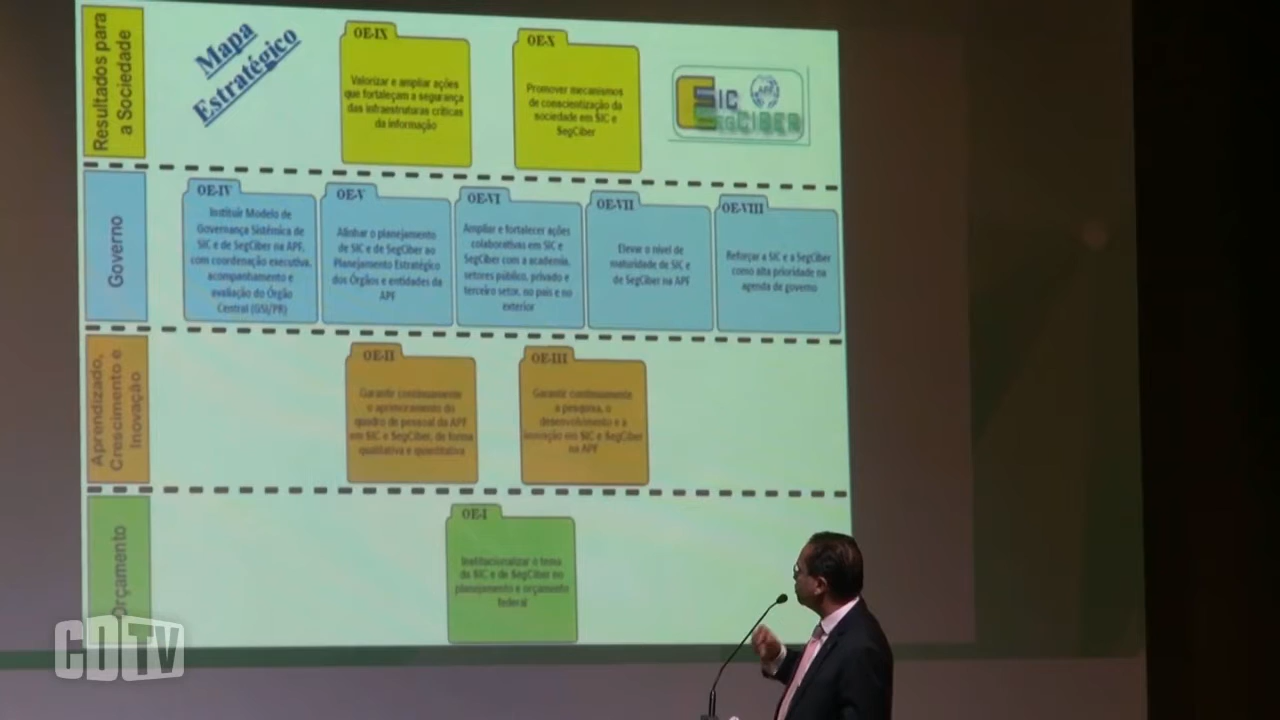 Resultados para
a Sociedade
Mapa
Estratégico
OE-IX
Valorizar e ampliar ações
que fortaleçam a segurança
das infraestruturas críticas
da informação
OE-X
Promover mecanismos
de conscientização da
sociedade em SIC e
SegCiber
SIC
SEGCIBER
APF
Governo
OE-IV
Instituir Modelo de
Governança Sistêmica de
SIC e de SegCiber na APF,
com coordenação executiva,
acompanhamento e
avaliação do Órgão
Central (GSI/PR)
OE-V
Alinhar o planejamento
de SIC e de SegCiber ao
Planejamento Estratégico
dos Órgãos e entidades da
APF
OE-VI
Ampliar e fortalecer ações
colaborativas em SIC e
SegCiber com a academia,
setores público, privado e
terceiro setor, no país e no
exterior
OE-VII
Elevar o nível de
maturidade de SIC e
de SegCiber na APF
OE-VIII
Reforçar a SIC e a SegCiber
como alta prioridade na
agenda de governo
Aprendizado,
Crescimento e
Inovação
OE-II
Garantir continuamente
o aprimoramento do
quadro de pessoal da APF
em SIC e SegCiber, de forma
qualitativa e quantitativa
OE-III
Garantir continuamente
a pesquisa, o
desenvolvimento e a
inovação em SIC e SegCiber
na APF
Orçamento
OE-I
Institucionalizar o tema
da SIC e de SegCiber no
planejamento e orçamento
federal
CDTV